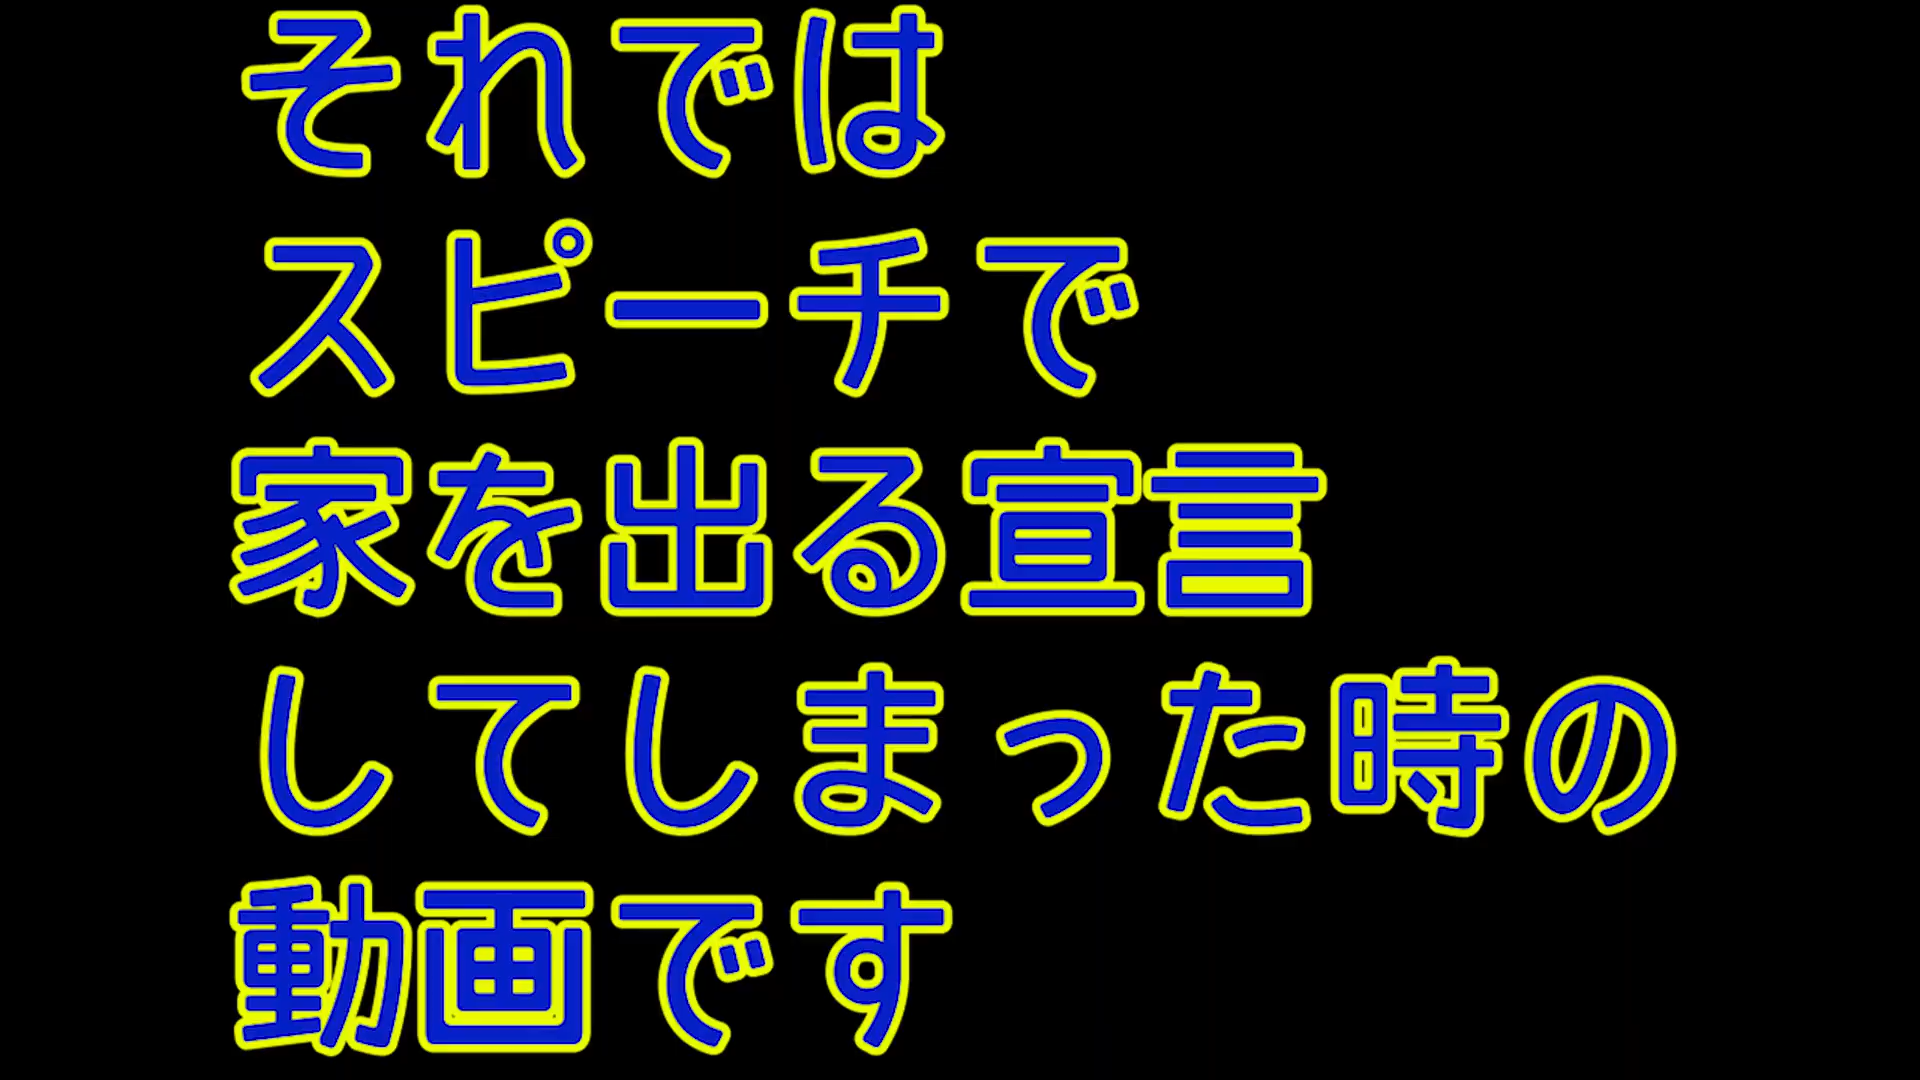 それでは
スピーチで
家を出る宣言
してしまった時の
動画です